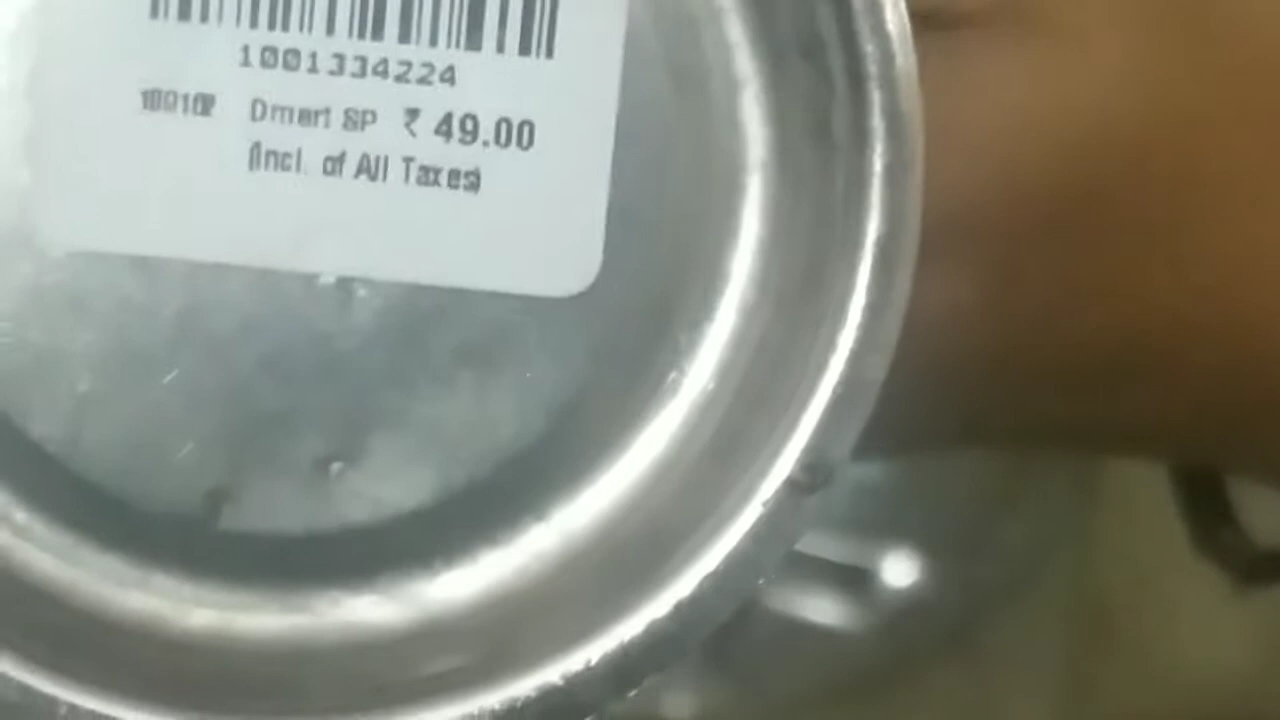 1001334224
Dmart SP ₹ 49.00
(Incl. of All Taxes)